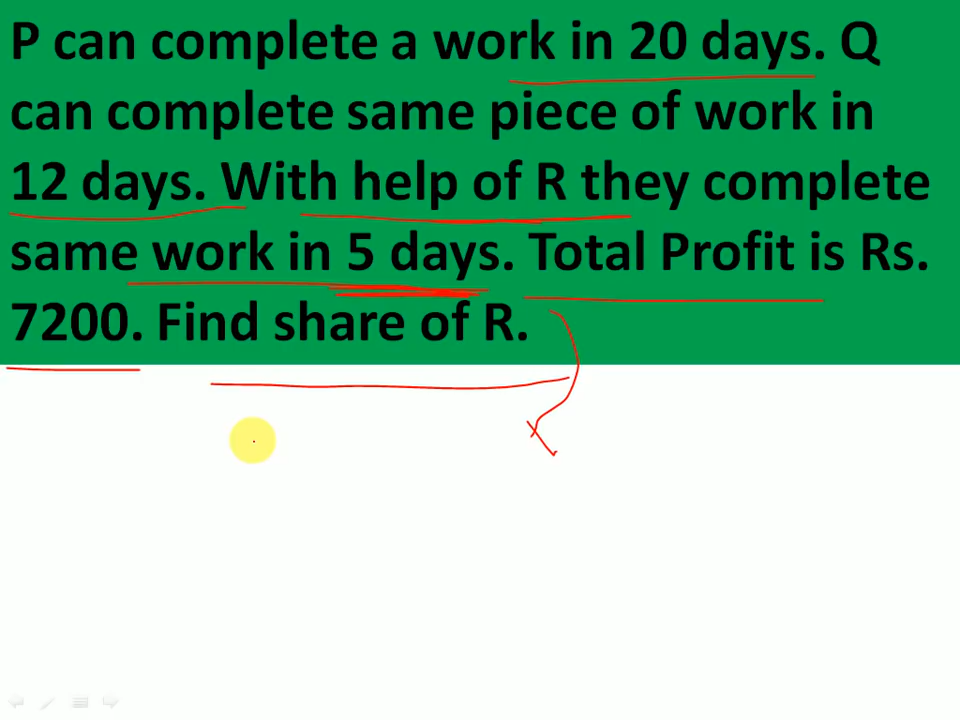 P can complete a work in 20 days. Q
can complete same piece of work in
12 days. With help of R they complete
same work in 5 days. Total Profit is Rs.
7200. Find share of R.